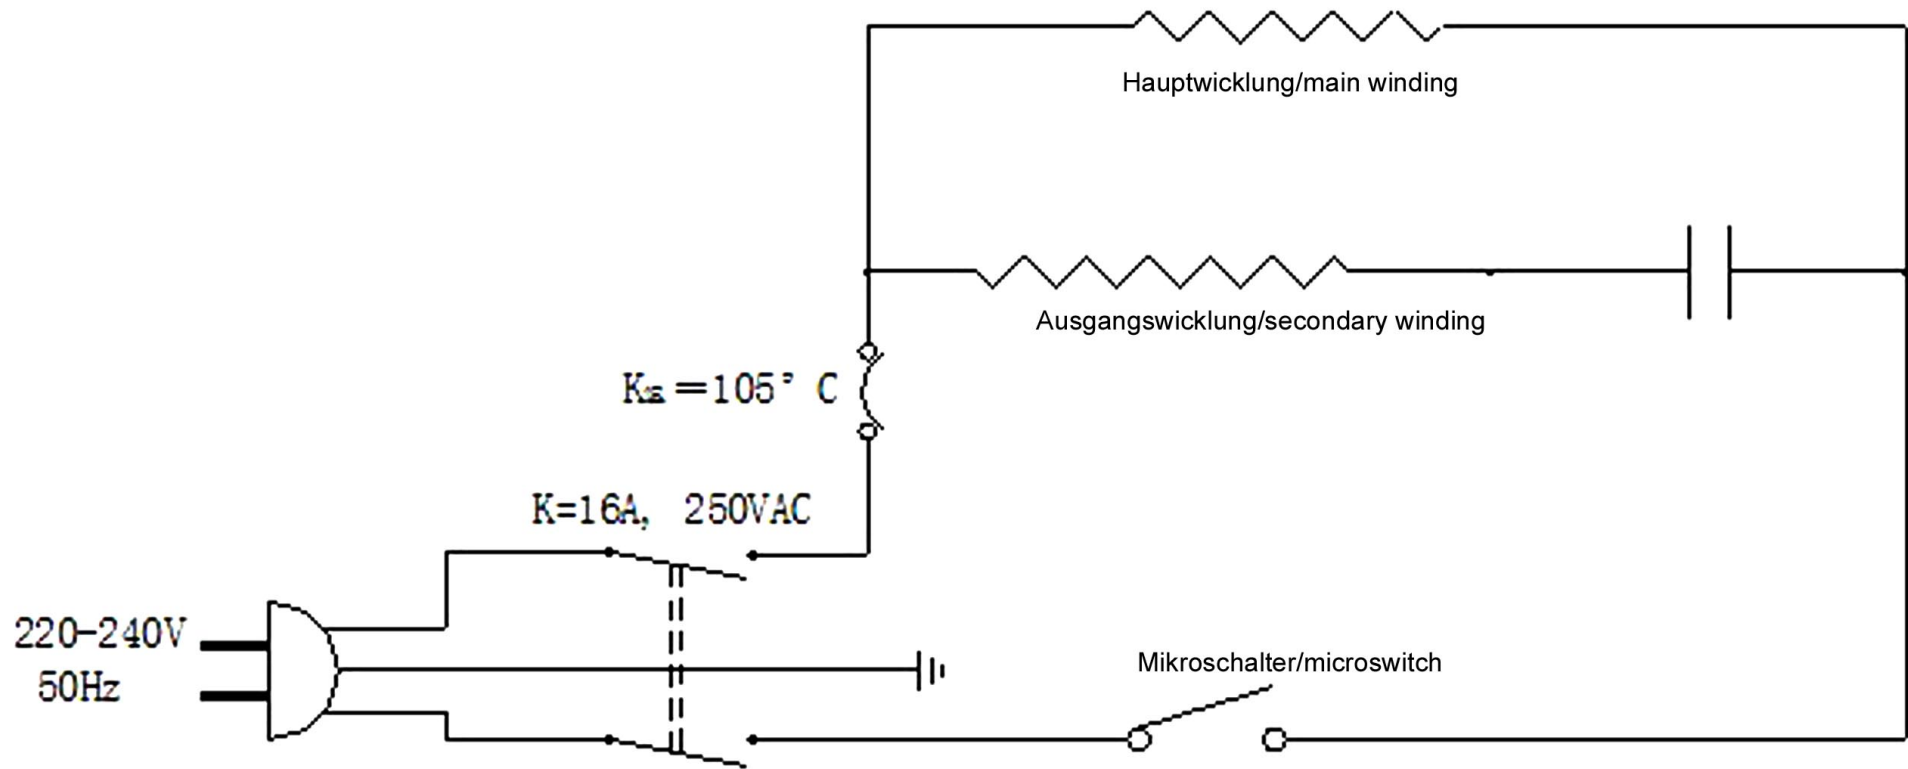 Hauptwicklung/main winding
Ausgangswicklung/secondary winding
=105° C
K=16A, 250VAC
220-240V
50Hz
Mikroschalter/microswitch